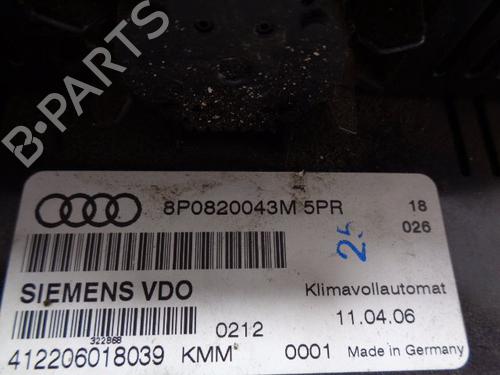 B-PARTS
8P0820043M 5PR
18
026
25
SIEMENS VDO
Klimavollautomat
322868
0212
11.04.06
412206018039 KMM
0001 Made in Germany